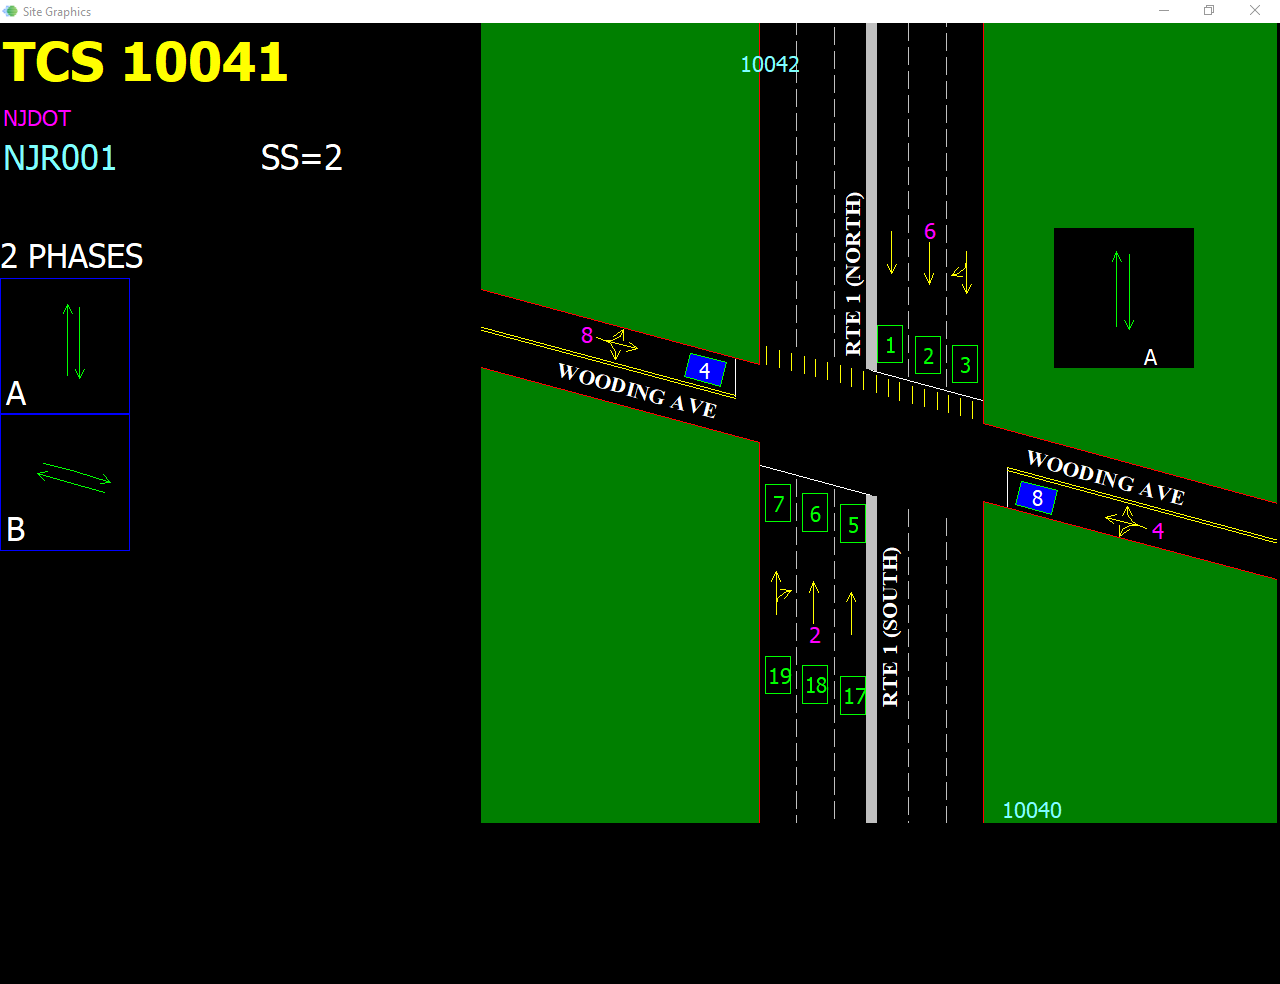 Site Graphics
TCS 10041
NJDOT
NJR001
SS=2
2 PHASES
A
B
10042
RTE 1 (NORTH)
6
1
2
3
A
8
4
WOODING AVE
WOODING AVE
8
4
7
6
5
RTE 1 (SOUTH)
2
19
18
17
10040